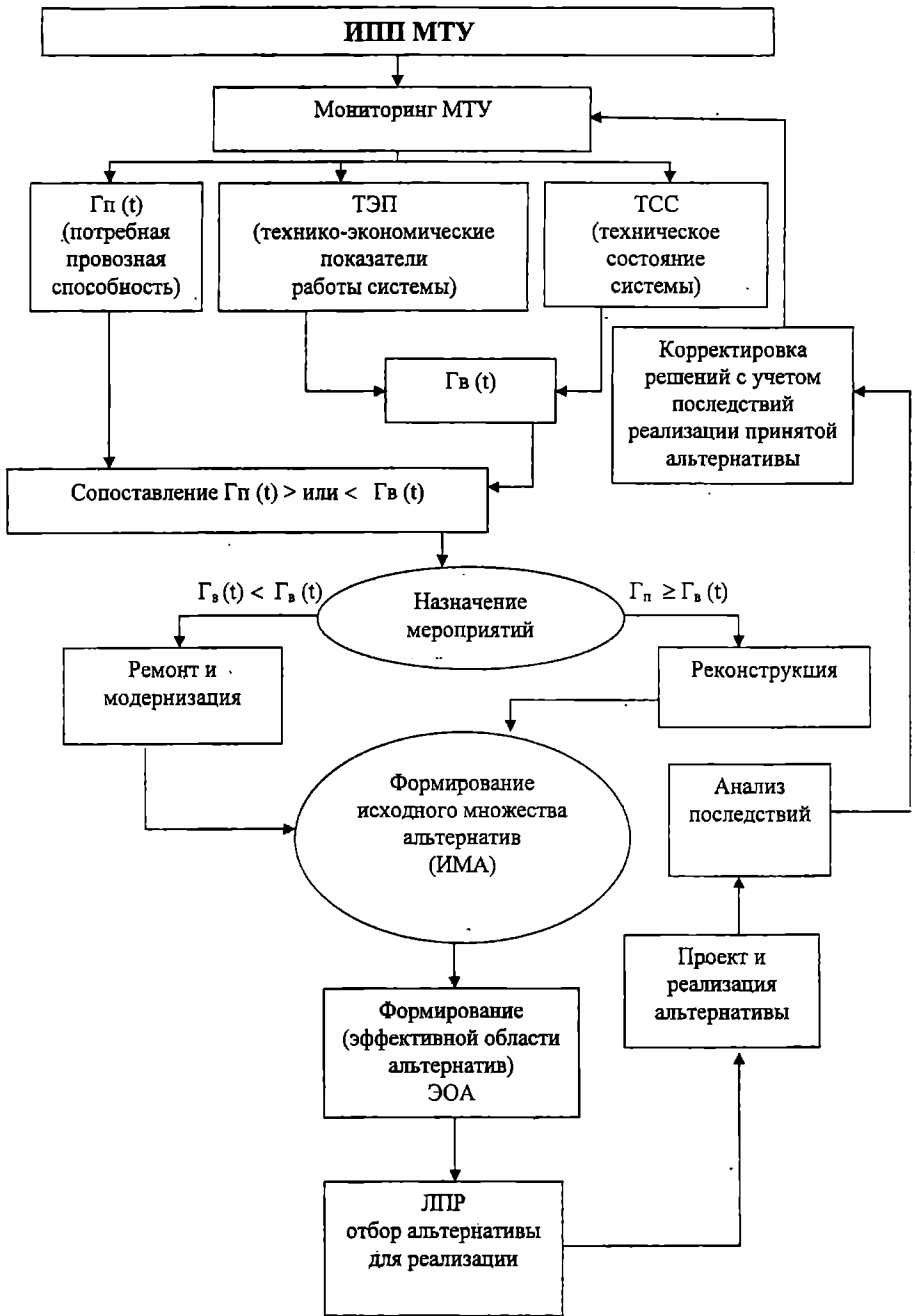 ИПП МТУ
Мониторинг МТУ
Гп (t)
(потребная
провозная
способность)
ТЭП
(технико-экономические
показатели
работы системы)
ТСС
(техническое
состояние
системы)
Гв (t)
Корректировка
решений с учетом
последствий
реализации принятой
альтернативы
Сопоставление Гп (t) > или < Гв (t)
Гв (t) < Гв (t)
Назначение
мероприятий
Гп ≥ Гв (t)
Ремонт и
модернизация
Реконструкция
Формирование
исходного множества
альтернатив
(ИМА)
Анализ
последствий
Проект и
реализация
альтернативы
Формирование
(эффективной области
альтернатив)
ЭОА
ЛПР
отбор альтернативы
для реализации